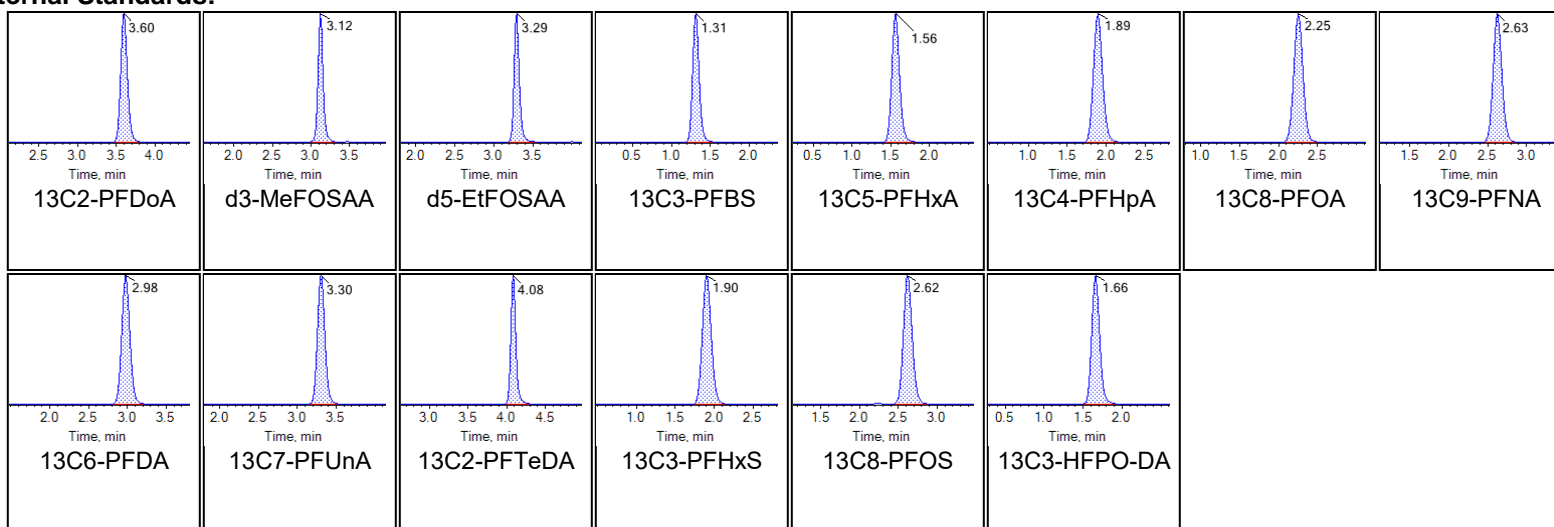 ternal Standards:
3.60
2.5 3.0 3.5 4.0
Time, min
13C2-PFDoA
3.12
2.0 2.5 3.0 3.5
Time, min
d3-MeFOSAA
3.29
2.0 2.5 3.0 3.5
Time, min
d5-EtFOSAA
1.31
0.5 1.0 1.5 2.0
Time, min
13C3-PFBS
1.56
0.5 1.0 1.5 2.0
Time, min
13C5-PFHxA
1.89
1.0 1.5 2.0 2.5
Time, min
13C4-PFHpA
2.25
1.0 1.5 2.0 2.5
Time, min
13C8-PFOA
2.63
1.5 2.0 2.5 3.0
Time, min
13C9-PFNA
2.98
2.0 2.5 3.0 3.5
Time, min
13C6-PFDA
3.30
2.0 2.5 3.0 3.5
Time, min
13C7-PFUnA
4.08
3.0 3.5 4.0 4.5
Time, min
13C2-PFTeDA
1.90
1.0 1.5 2.0 2.5
Time, min
13C3-PFHxS
2.62
1.5 2.0 2.5 3.0
Time, min
13C8-PFOS
1.66
0.5 1.0 1.5 2.0
Time, min
13C3-HFPO-DA